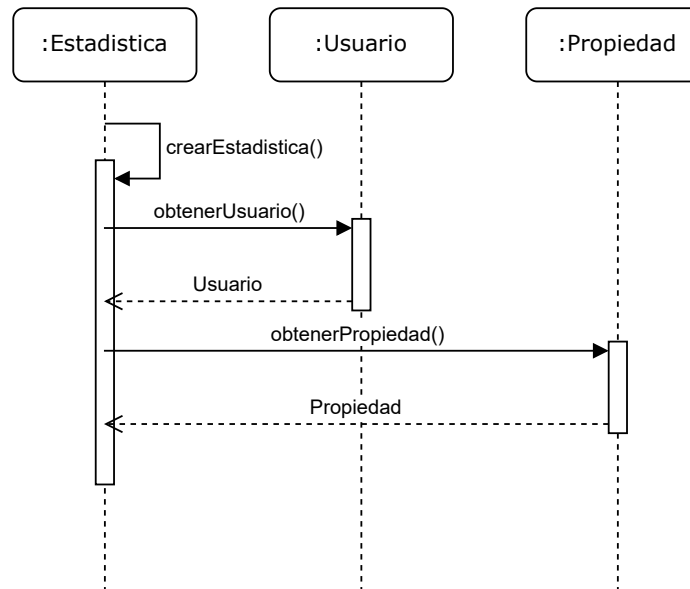 :Estadistica
:Usuario
:Propiedad
crearEstadistica()
obtenerUsuario()
Usuario
obtenerPropiedad()
Propiedad